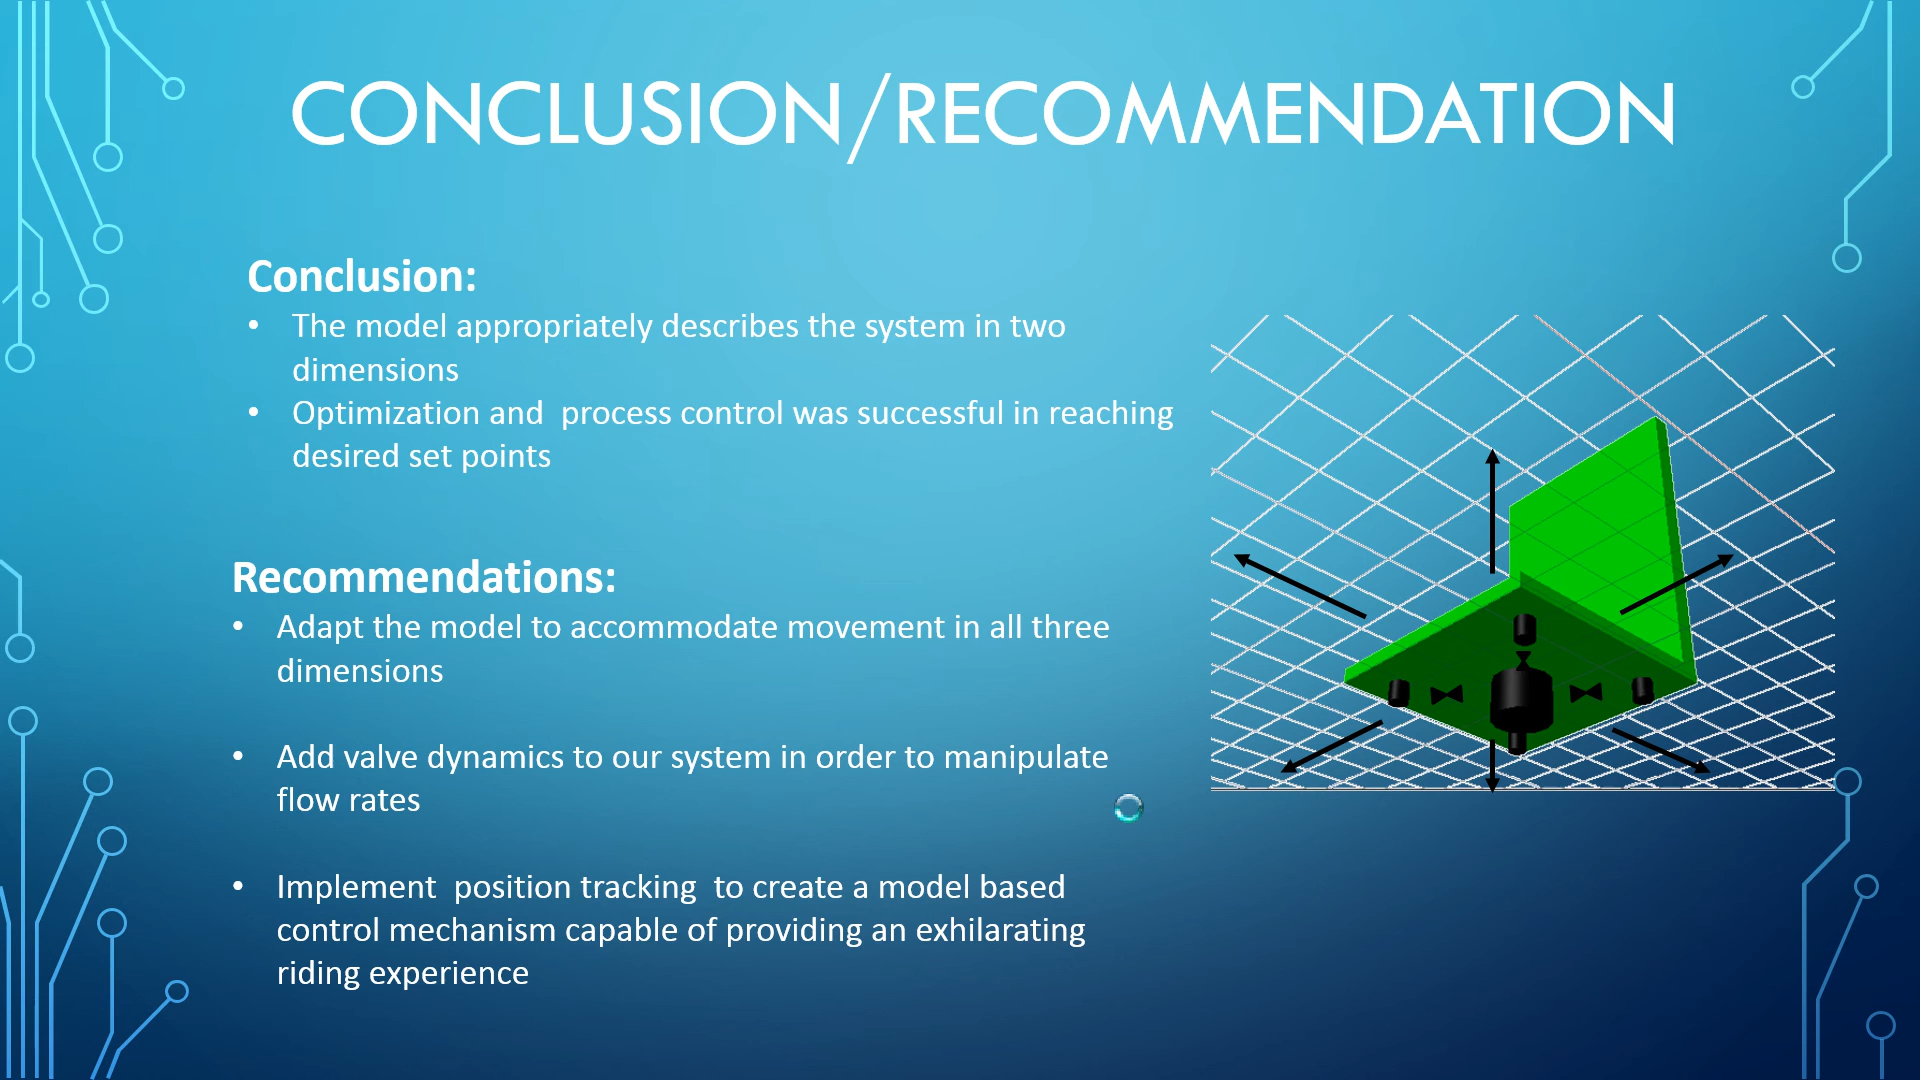 CONCLUSION/RECOMMENDATION
Conclusion:
• The model appropriately describes the system in two
dimensions
• Optimization and  process control was successful in reaching
desired set points
Recommendations:
• Adapt the model to accommodate movement in all three
dimensions
• Add valve dynamics to our system in order to manipulate
flow rates
• Implement  position tracking  to create a model based
control mechanism capable of providing an exhilarating
riding experience